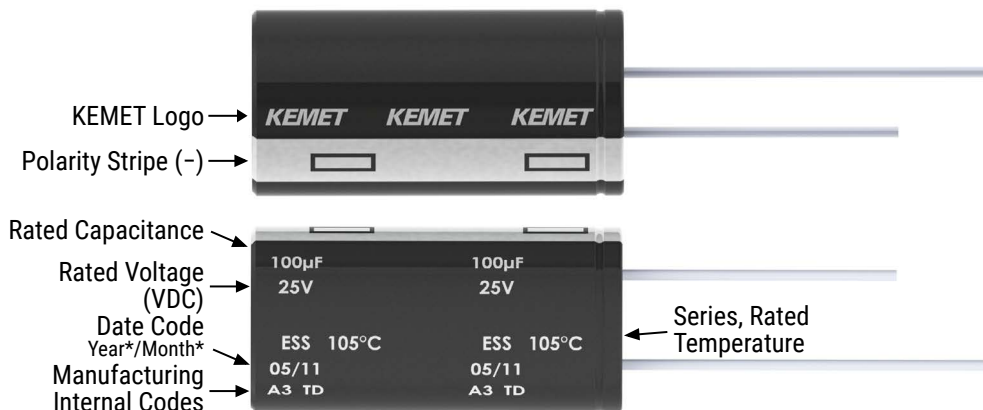 KEMET Logo
KEMET KEMET KEMET
Polarity Stripe (−)
Rated Capacitance
100µF 100µF
Rated Voltage
(VDC)
25V 25V
Date Code
Year*/Month*
ESS 105°C ESS 105°C
05/11 05/11
Manufacturing
Internal Codes
A3 TD A3 TD
Series, Rated
Temperature